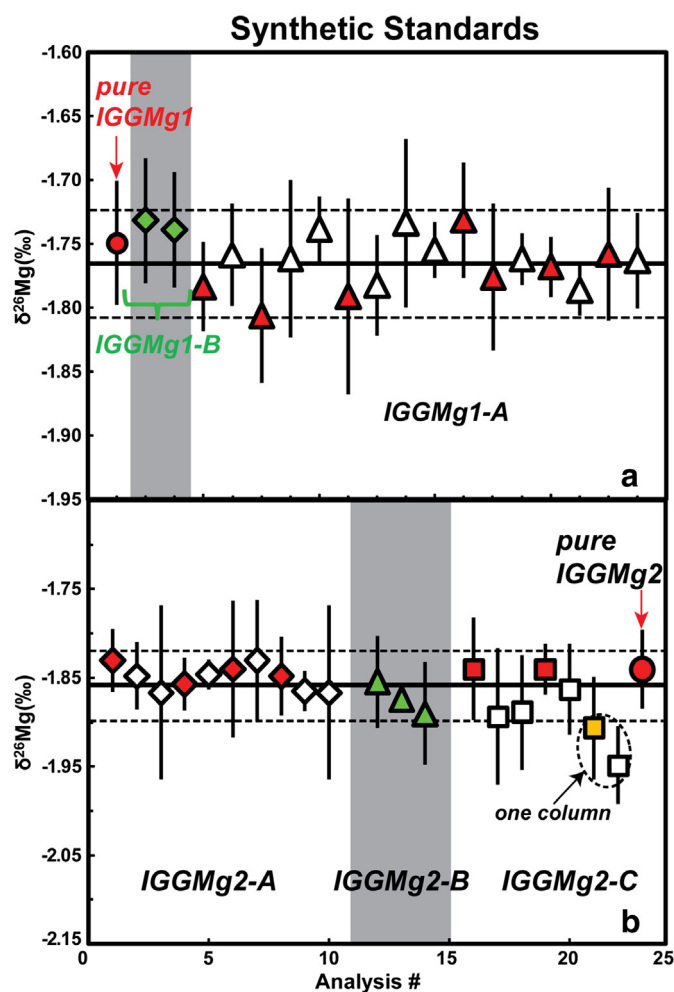 Synthetic Standards
-1.60
-1.65
-1.70
-1.75
-1.80
-1.85
-1.90
-1.95
δ²⁶Mg(‰)
pure
IGGMg1
IGGMg1-B
IGGMg1-A
a
-1.75
-1.85
-1.95
-2.05
-2.15
δ²⁶Mg(‰)
pure
IGGMg2
one column
IGGMg2-A
IGGMg2-B
IGGMg2-C
b
0 5 10 15 20 25
Analysis #